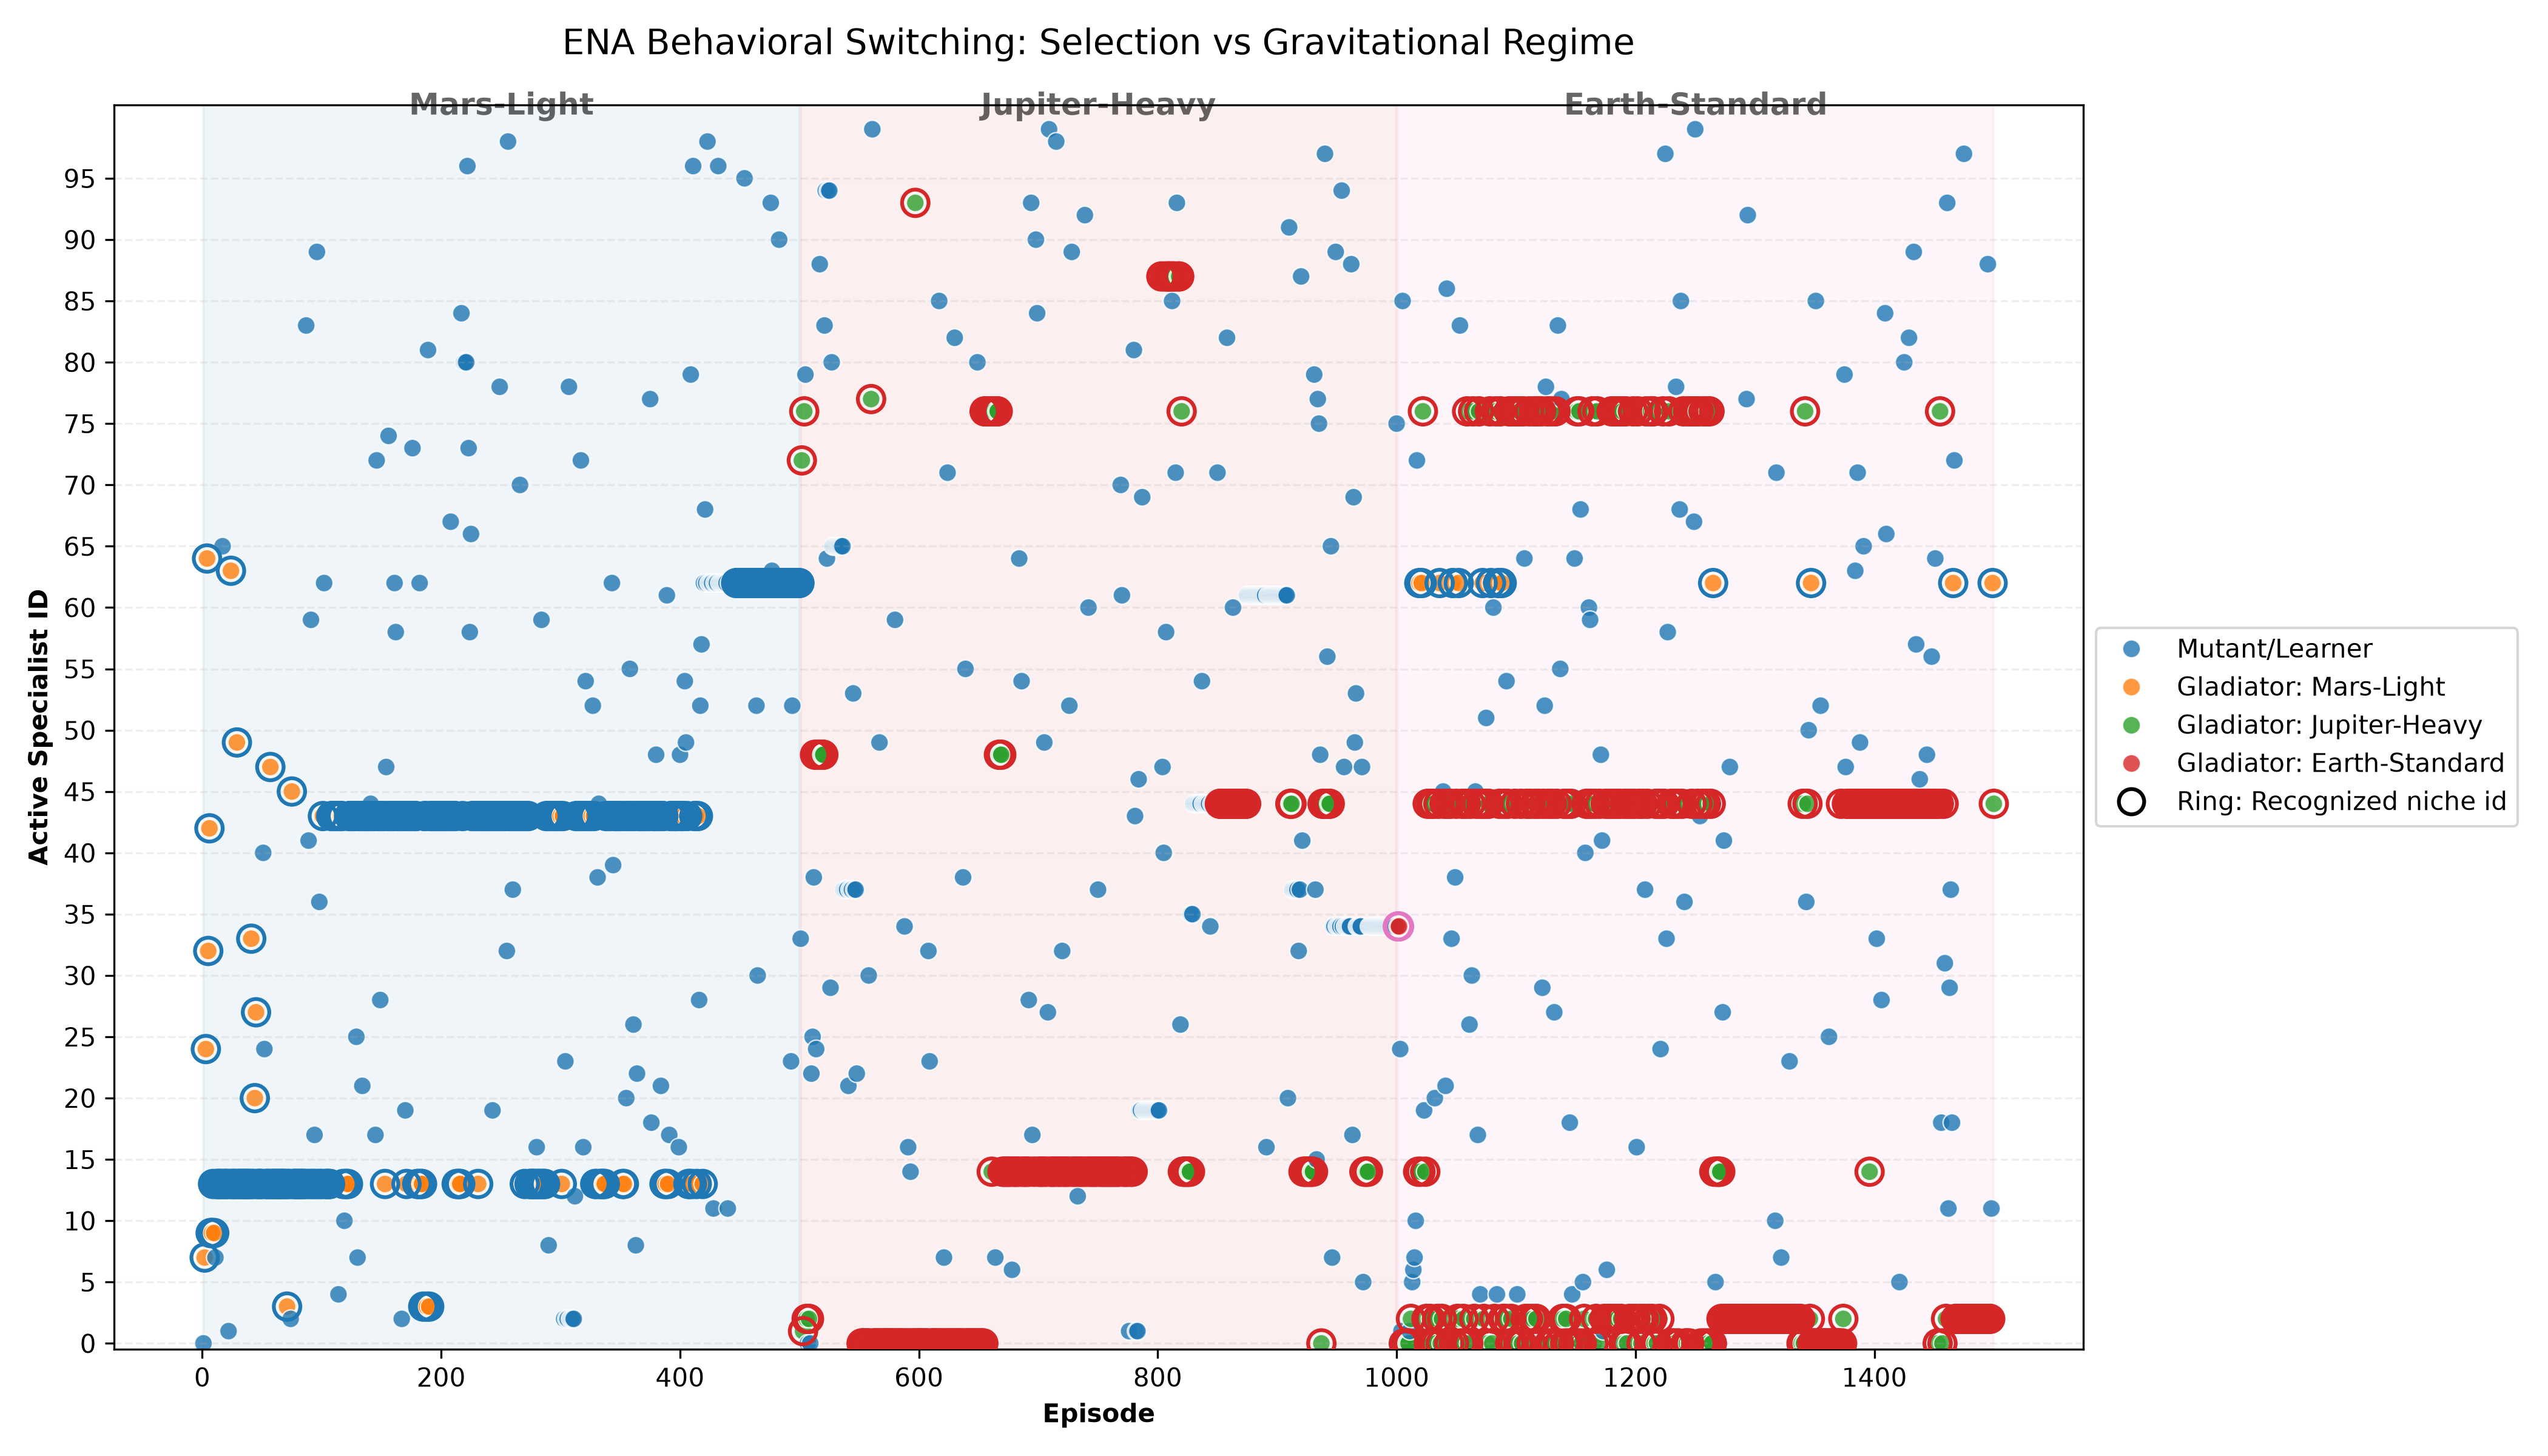 ENA Behavioral Switching: Selection vs Gravitational Regime
Mars-Light
Jupiter-Heavy
Earth-Standard
95
90
85
80
75
70
65
60
55
50
45
40
35
30
25
20
15
10
5
0
Active Specialist ID
0
200
400
600
800
1000
1200
1400
Episode
Mutant/Learner
Gladiator: Mars-Light
Gladiator: Jupiter-Heavy
Gladiator: Earth-Standard
Ring: Recognized niche id